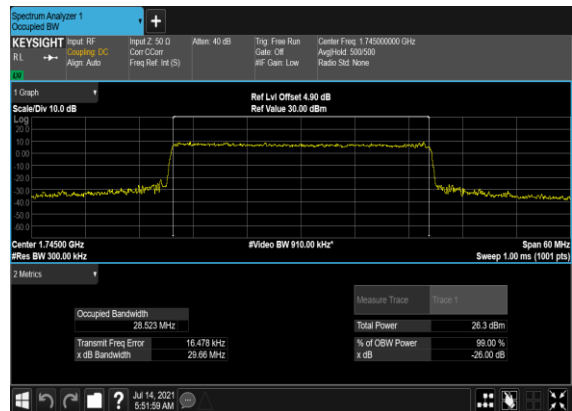 Spectrum Analyzer 1
Occupied BW
KEYSIGHT Input: RF Input Z: 50 Ω Atten: 40 dB Trig: Free Run Center Freq: 1.745000000 GHz
RL Coupling: DC Corr CCorr Gate: Off Avg|Hold: 500/500
Align: Auto Freq Ref: Int (S) #IF Gain: Low Radio Std: None
LW
1 Graph
Ref Lvl Offset 4.90 dB
Scale/Div 10.0 dB Ref Value 30.00 dBm
Log
20.0
10.0
0.00
-10.0
-20.0
-30.0
-40.0
-50.0
-60.0
Center 1.74500 GHz #Video BW 910.00 kHz* Span 60 MHz
#Res BW 300.00 kHz Sweep 1.00 ms (1001 pts)
2 Metrics
Measure Trace Trace 1
Occupied Bandwidth
28.523 MHz Total Power 26.3 dBm
Transmit Freq Error 16.478 kHz % of OBW Power 99.00 %
x dB Bandwidth 29.66 MHz x dB -26.00 dB
? Jul 14, 2021
5:51:59 AM